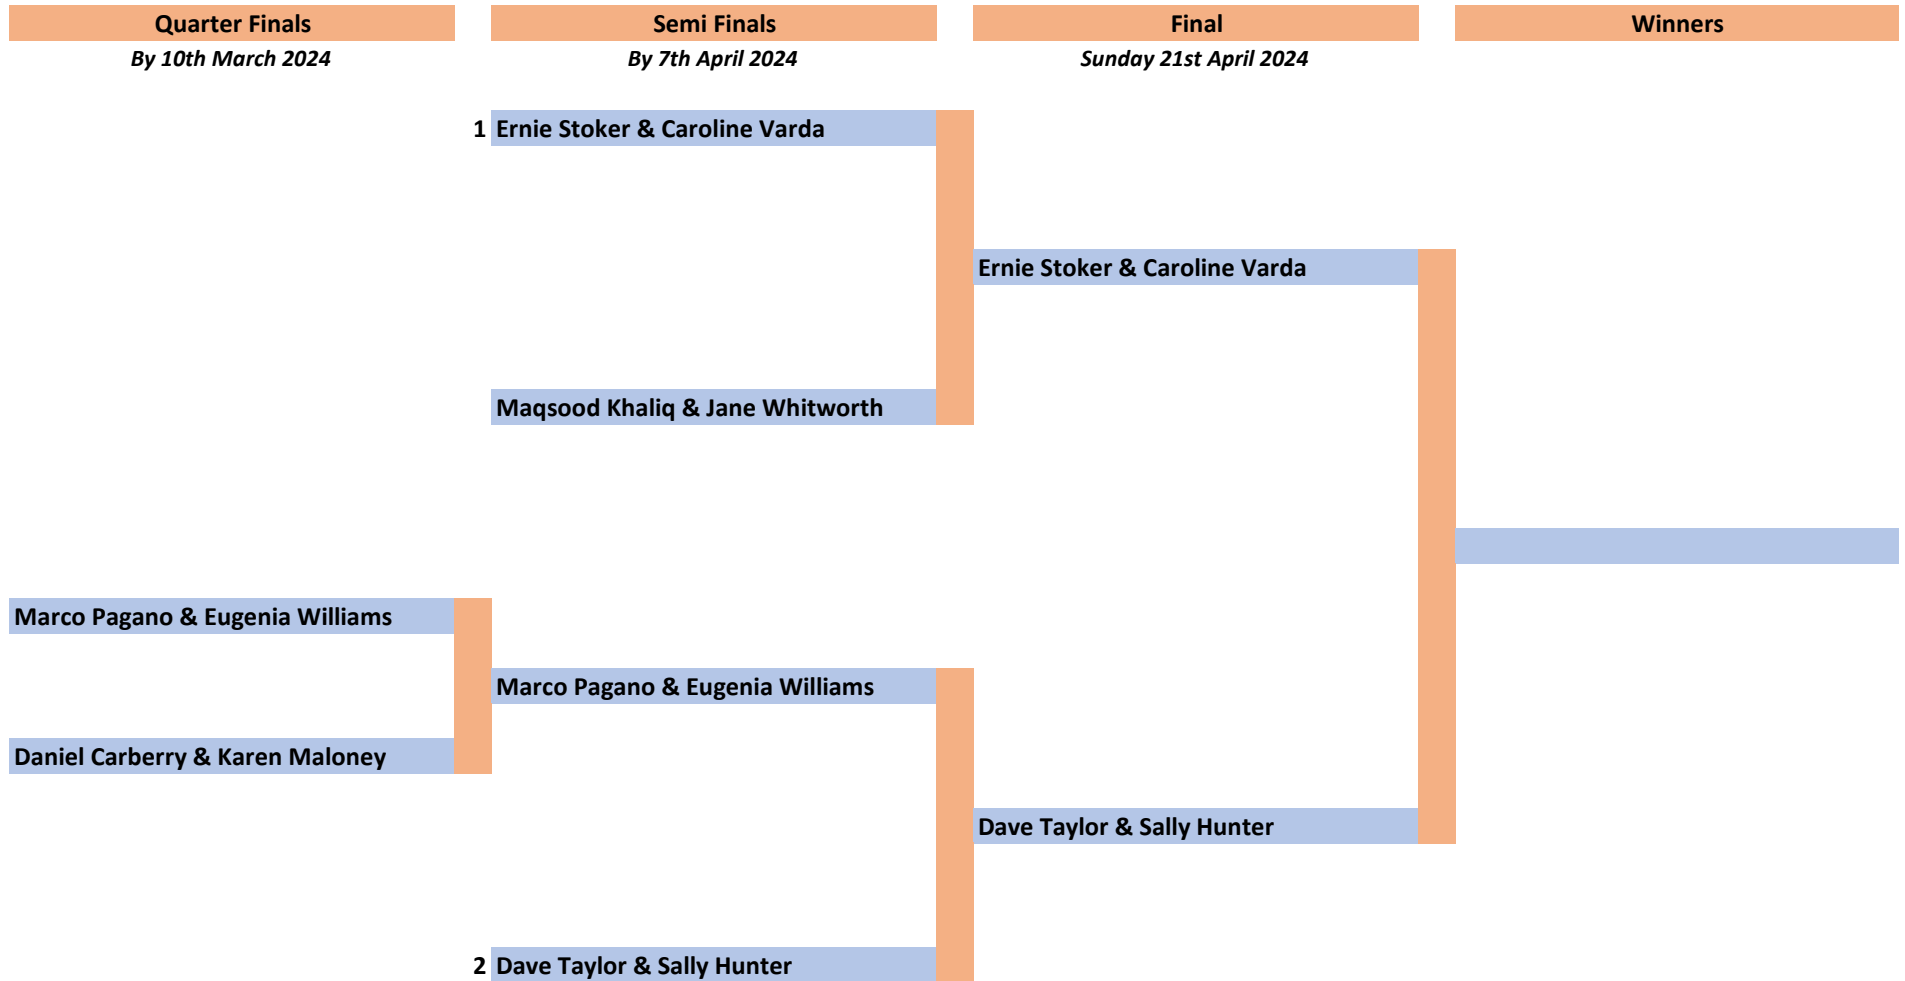 Quarter Finals
Semi Finals
Final
Winners
By 10th March 2024
By 7th April 2024
Sunday 21st April 2024
1 Ernie Stoker & Caroline Varda
Ernie Stoker & Caroline Varda
Maqsood Khaliq & Jane Whitworth
Marco Pagano & Eugenia Williams
Marco Pagano & Eugenia Williams
Daniel Carberry & Karen Maloney
Dave Taylor & Sally Hunter
2 Dave Taylor & Sally Hunter